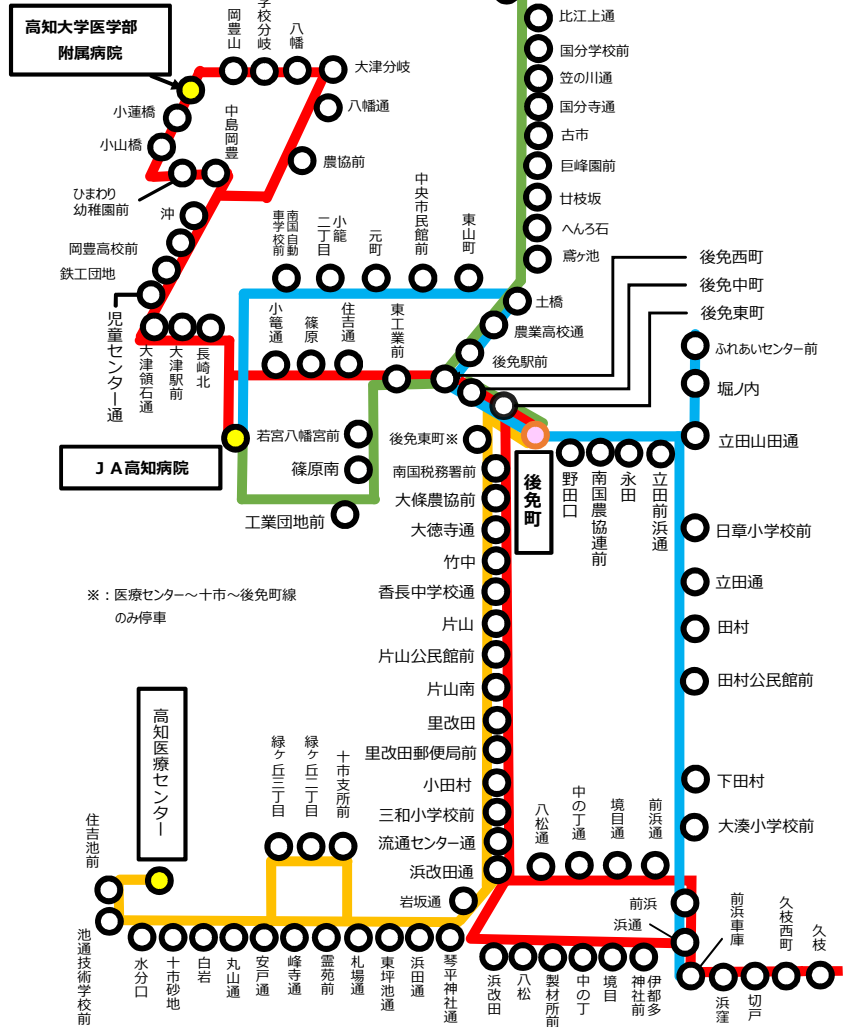 比江上通
国分学校前
笠の川通
国分寺通
古市
巨峰園前
廿枝坂
へんろ石
鳶ヶ池
土橋
農業高校通
後免駅前
高知大学医学部
附属病院
岡豊山
学校分岐
八幡
大津分岐
八幡通
農協前
小蓮橋
小山橋
ひまわり
幼稚園前
中島岡豊
沖
岡豊高校前
鉄工団地
児童センター通
大津領石通
大津駅前
長崎北
JA高知病院
南国自動
車学校前
小籠
二丁目
元町
中央市民館前
東山町
小篭通
篠原
住吉通
東工業前
後免西町
後免中町
後免東町
若宮八幡宮前
篠原南
工業団地前
後免東町※
後免町
南国税務署前
大篠農協前
大徳寺通
竹中
香長中学校通
片山
片山公民館前
片山南
里改田
里改田郵便局前
小田村
三和小学校前
流通センター通
浜改田通
岩坂通
野田口
南国農協連前
永田
立田前浜通
ふれあいセンター前
堀ノ内
立田山田通
日章小学校前
立田通
田村
田村公民館前
下田村
大湊小学校前
※：医療センター～十市～後免町線
のみ停車
高知医療センター
住吉池前
池通技術学校前
緑ヶ丘三丁目
緑ヶ丘二丁目
十市支所前
水分口
十市砂地
白岩
丸山通
安戸通
峰寺通
霊苑前
札場通
東坪池通
浜田通
琴平神社通
八松通
中の丁通
境目通
前浜通
前浜
浜通
前浜車庫
久枝西町
久枝
浜改田
八松
製材所前
中の丁
境目
伊都多
神社前
浜窪
切戸